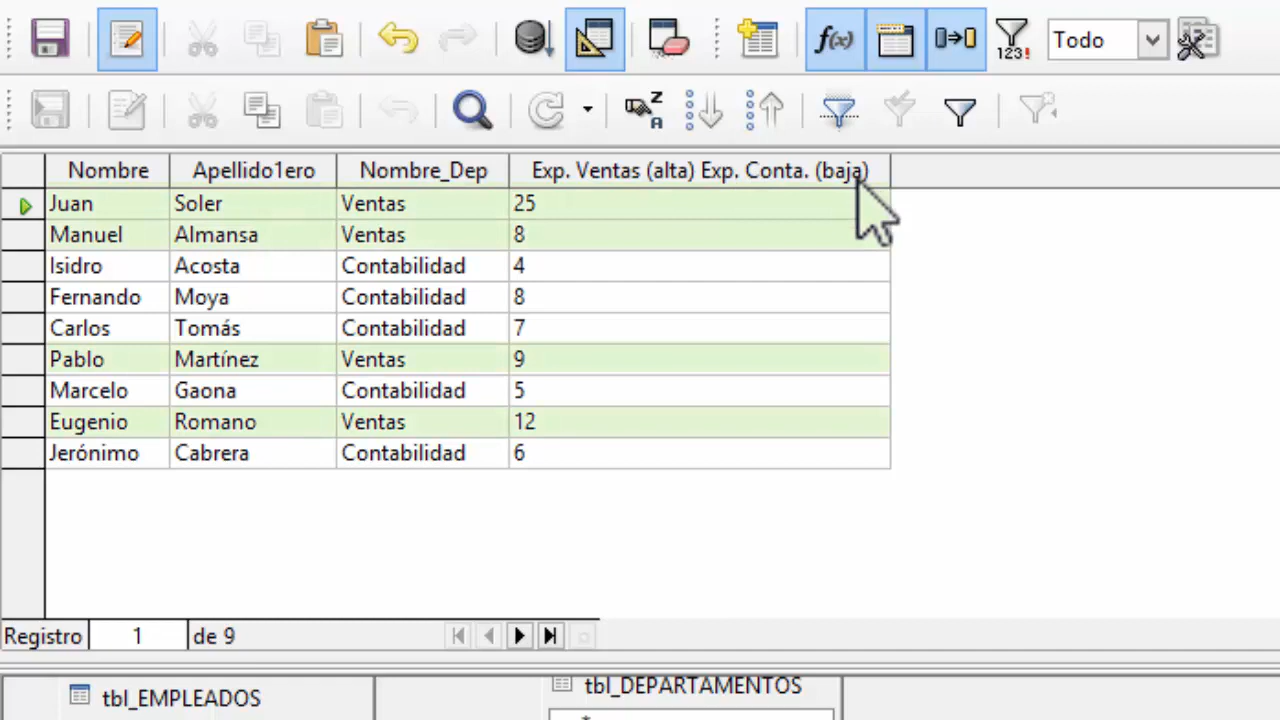 f(x) 123! Todo
Z
A
Nombre Apellido1ero Nombre_Dep Exp. Ventas (alta) Exp. Conta. (baja)
Juan Soler Ventas 25
Manuel Almansa Ventas 8
Isidro Acosta Contabilidad 4
Fernando Moya Contabilidad 8
Carlos Tomás Contabilidad 7
Pablo Martínez Ventas 9
Marcelo Gaona Contabilidad 5
Eugenio Romano Ventas 12
Jerónimo Cabrera Contabilidad 6
Registro 1 de 9
tbl_EMPLEADOS tbl_DEPARTAMENTOS
*